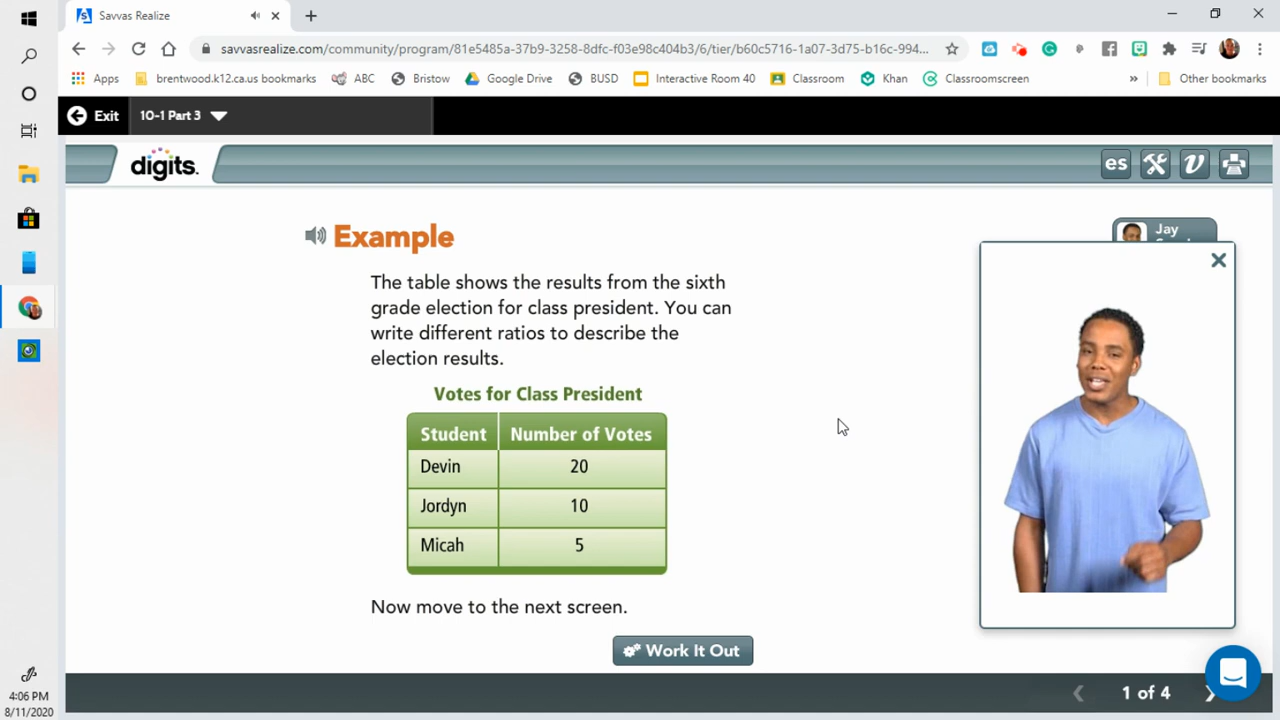 Savvas Realize
savvasrealize.com/community/program/81e5485a-37b9-3258-8dfc-f03e98c404b3/6/tier/b60c5716-1a07-3d75-b16c-994...
Apps brentwood.k12.ca.us bookmarks ABC Bristow Google Drive BUSD Interactive Room 40 Classroom Khan Classroomscreen » Other bookmarks
Exit 10-1 Part 3
digits. es
Example
Jay
The table shows the results from the sixth
grade election for class president. You can
write different ratios to describe the
election results.
Votes for Class President
Student Number of Votes
Devin 20
Jordyn 10
Micah 5
Now move to the next screen.
Work It Out
1 of 4
4:06 PM
8/11/2020